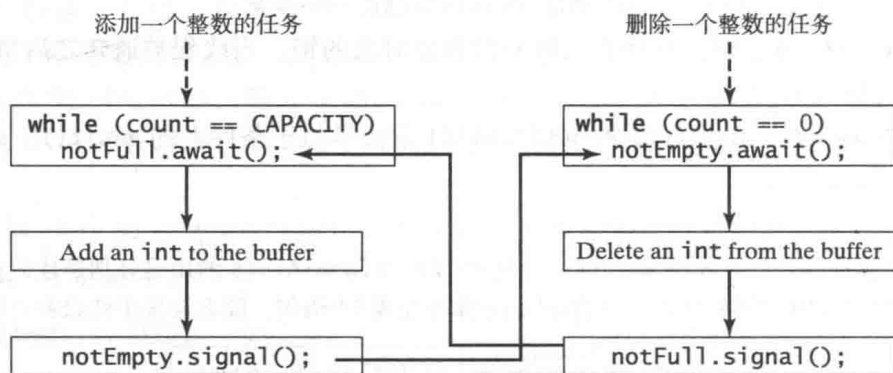 添加一个整数的任务
while (count == CAPACITY)
notFull.await();
Add an int to the buffer
notEmpty.signal();
删除一个整数的任务
while (count == 0)
notEmpty.await();
Delete an int from the buffer
notFull.signal();